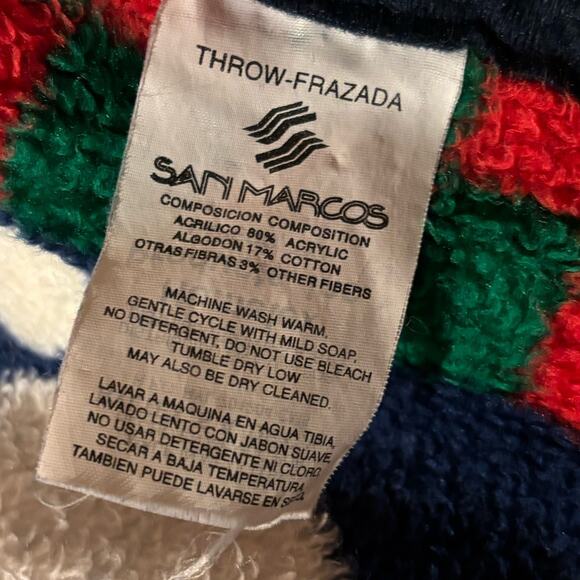 THROW-FRAZADA
SAN MARCOS
COMPOSICION COMPOSITION
ACRILICO 80% ACRYLIC
ALGODON 17% COTTON
OTRAS FIBRAS 3% OTHER FIBERS
MACHINE WASH WARM,
GENTLE CYCLE WITH MILD SOAP,
NO DETERGENT, DO NOT USE BLEACH
TUMBLE DRY LOW
MAY ALSO BE DRY CLEANED.
LAVAR A MAQUINA EN AGUA TIBIA,
LAVADO LENTO CON JABON SUAVE
NO USAR DETERGENTE NI CLORO
SECAR A BAJA TEMPERATURA
TAMBIEN PUEDE LAVARSE EN